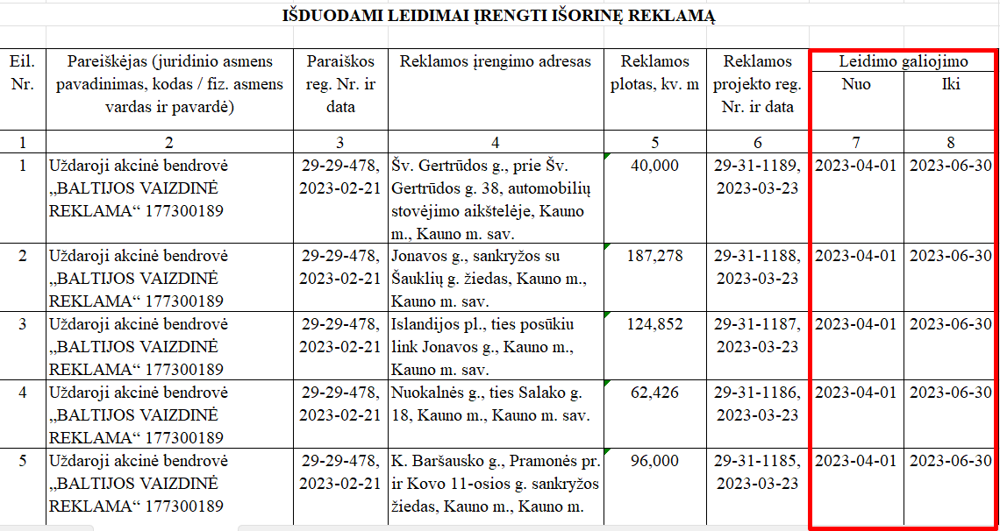 IŠDUODAMI LEIDIMAI ĮRENGTI IŠORINĘ REKLAMĄ
Eil. Nr.
Pareiškėjas (juridinio asmens
pavadinimas, kodas / fiz. asmens
vardas ir pavardė)
Paraiškos
reg. Nr. ir
data
Reklamos įrengimo adresas
Reklamos
plotas, kv. m
Reklamos
projekto reg.
Nr. ir data
Leidimo galiojimo
Nuo
Iki
1 2 3 4 5 6 7 8
1
Uždaroji akcinė bendrovė
„BALTIJOS VAIZDINĖ
REKLAMA“ 177300189
29-29-478,
2023-02-21
Šv. Gertrūdos g., prie Šv.
Gertrūdos g. 38, automobilių
stovėjimo aikštelėje, Kauno
m., Kauno m. sav.
40,000
29-31-1189,
2023-03-23
2023-04-01
2023-06-30
2
Uždaroji akcinė bendrovė
„BALTIJOS VAIZDINĖ
REKLAMA“ 177300189
29-29-478,
2023-02-21
Jonavos g., sankryžos su
Šauklių g. žiedas, Kauno m.,
Kauno m. sav.
187,278
29-31-1188,
2023-03-23
2023-04-01
2023-06-30
3
Uždaroji akcinė bendrovė
„BALTIJOS VAIZDINĖ
REKLAMA“ 177300189
29-29-478,
2023-02-21
Islandijos pl., ties posūkiu
link Jonavos g., Kauno m.,
Kauno m. sav.
124,852
29-31-1187,
2023-03-23
2023-04-01
2023-06-30
4
Uždaroji akcinė bendrovė
„BALTIJOS VAIZDINĖ
REKLAMA“ 177300189
29-29-478,
2023-02-21
Nuokalnės g., ties Salako g.
18, Kauno m., Kauno m. sav.
62,426
29-31-1186,
2023-03-23
2023-04-01
2023-06-30
5
Uždaroji akcinė bendrovė
„BALTIJOS VAIZDINĖ
REKLAMA“ 177300189
29-29-478,
2023-02-21
K. Baršausko g., Pramonės pr.
ir Kovo 11-osios g. sankryžos
žiedas, Kauno m., Kauno m.
96,000
29-31-1185,
2023-03-23
2023-04-01
2023-06-30